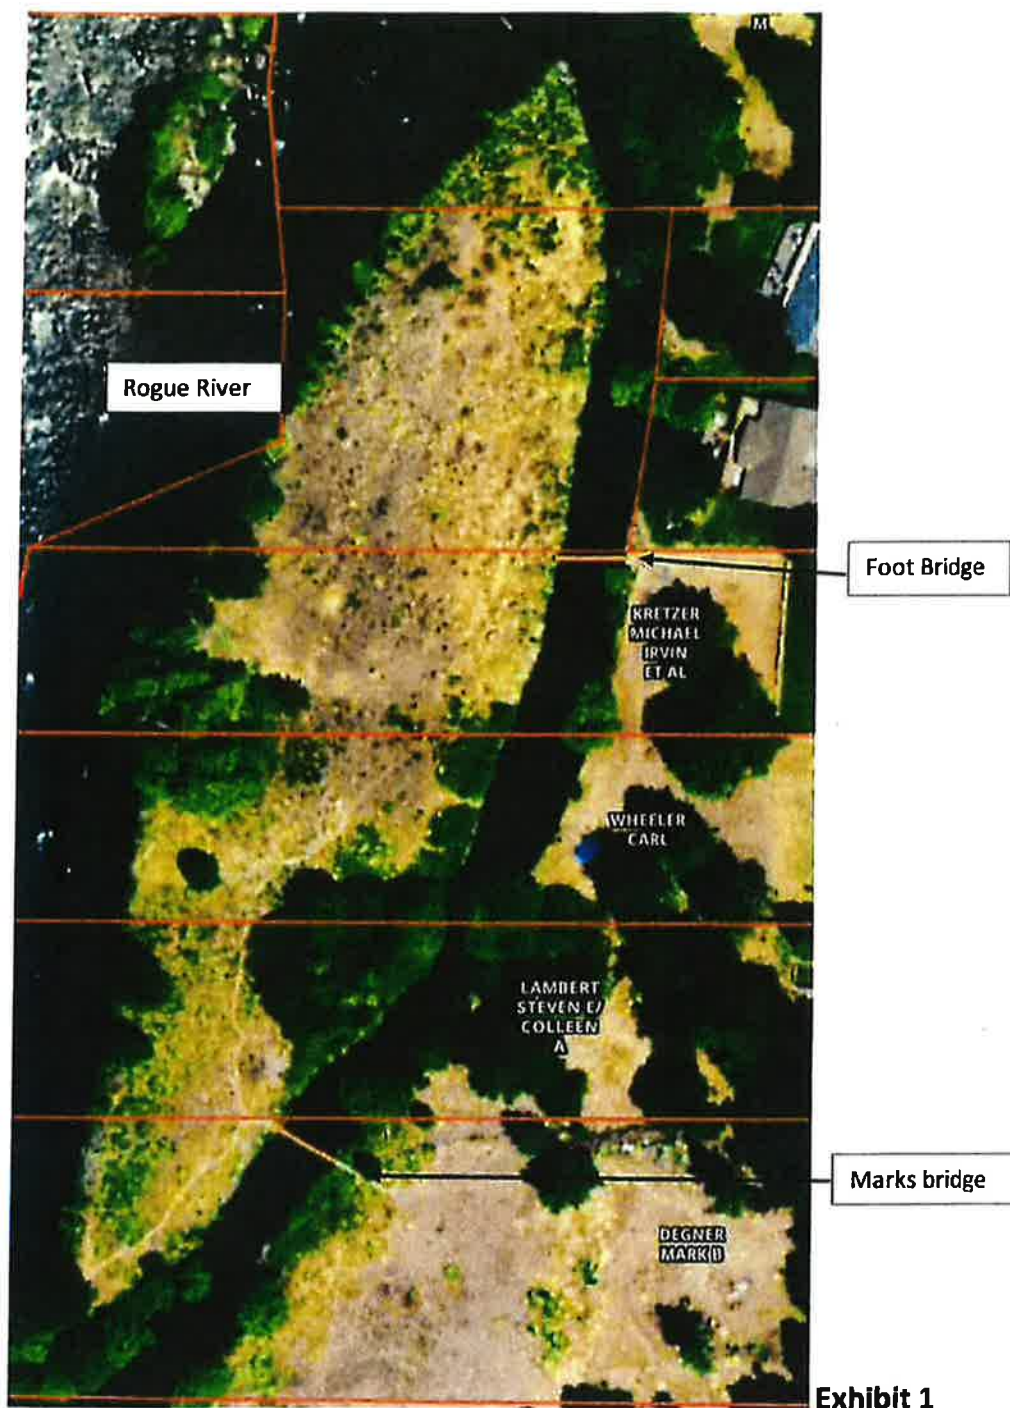 M
Rogue River
Foot Bridge
KRETZER
MICHAEL
IRVIN
ET AL
WHEELER
CARL
LAMBERT
STEVEN E/
COLLEEN
A
Marks bridge
DEGNER
MARK B
Exhibit 1